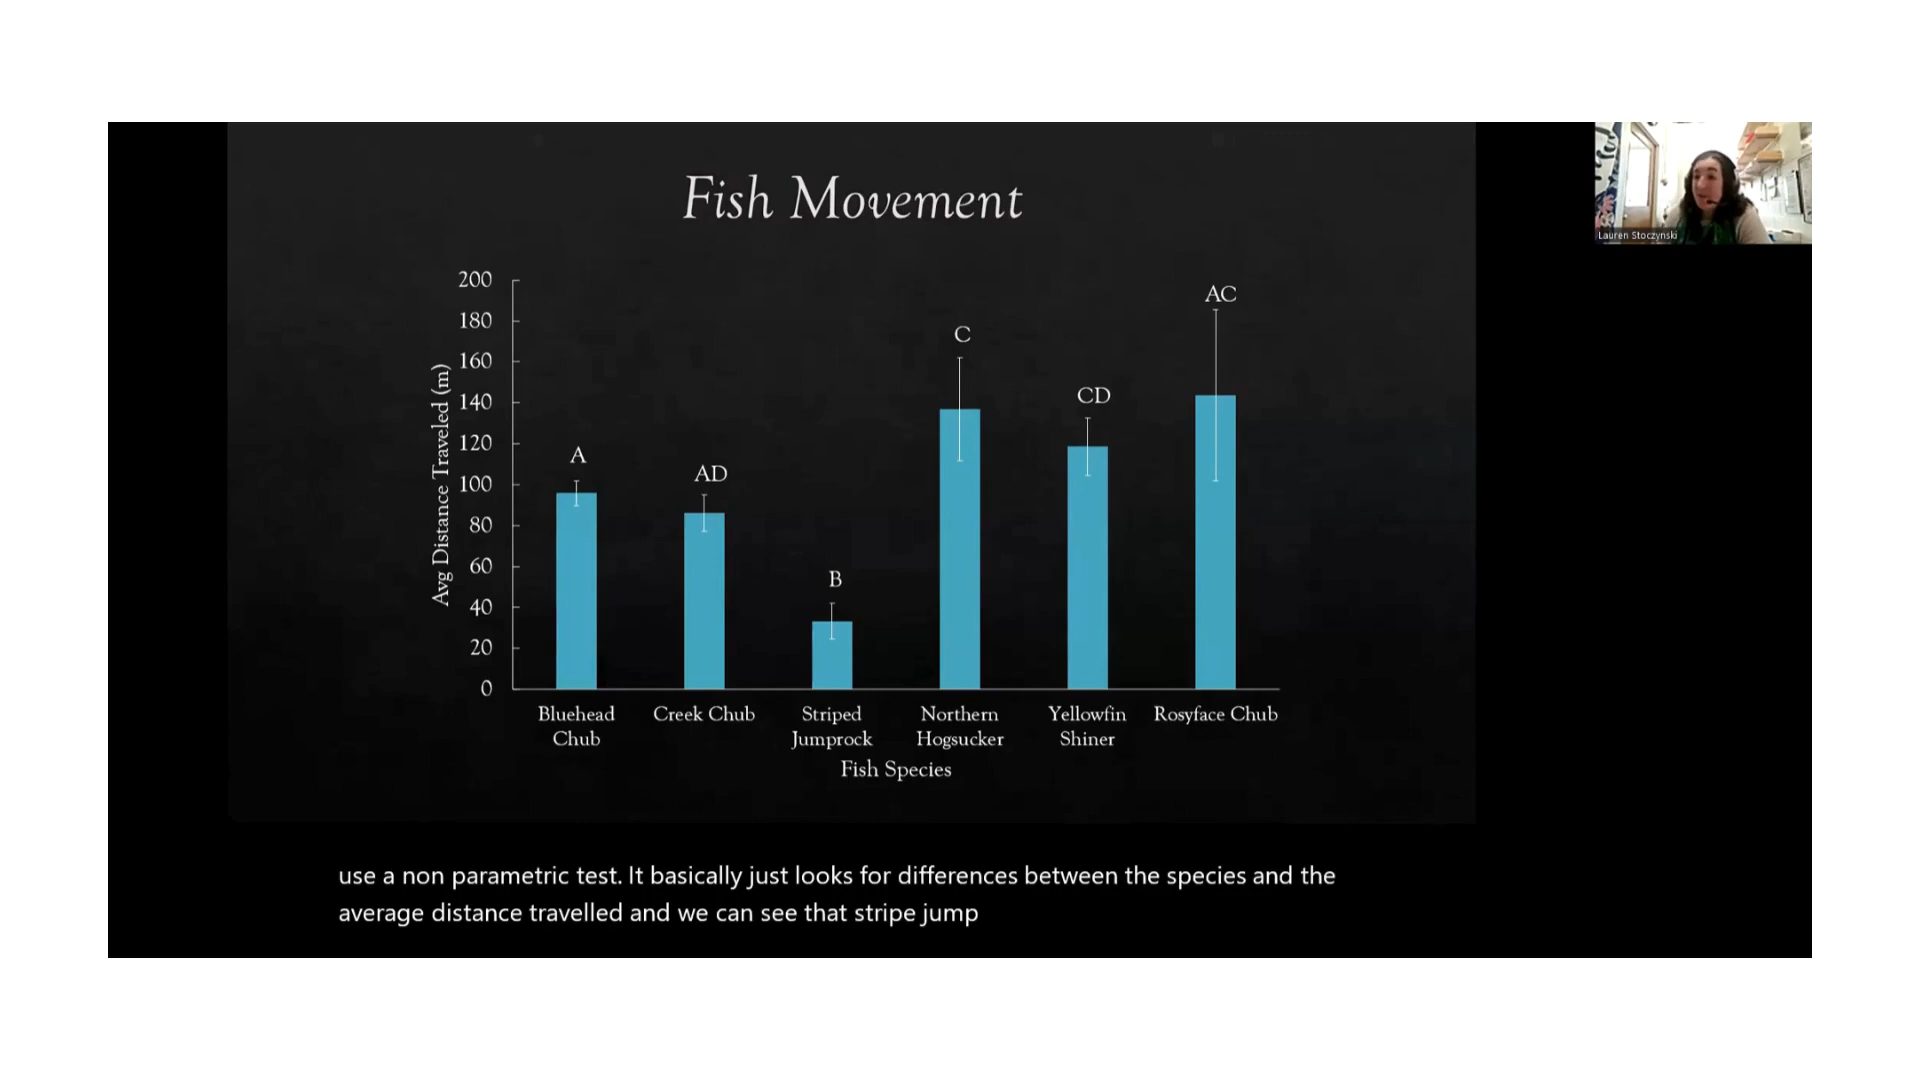 Fish Movement
Lauren Stoczynski
200
180
160
140
120
100
80
60
40
20
0
Avg Distance Traveled (m)
A
AD
B
C
CD
AC
Bluehead
Chub
Creek Chub
Striped
Jumprock
Northern
Hogsucker
Yellowfin
Shiner
Rosyface Chub
Fish Species
use a non parametric test. It basically just looks for differences between the species and the
average distance travelled and we can see that stripe jump